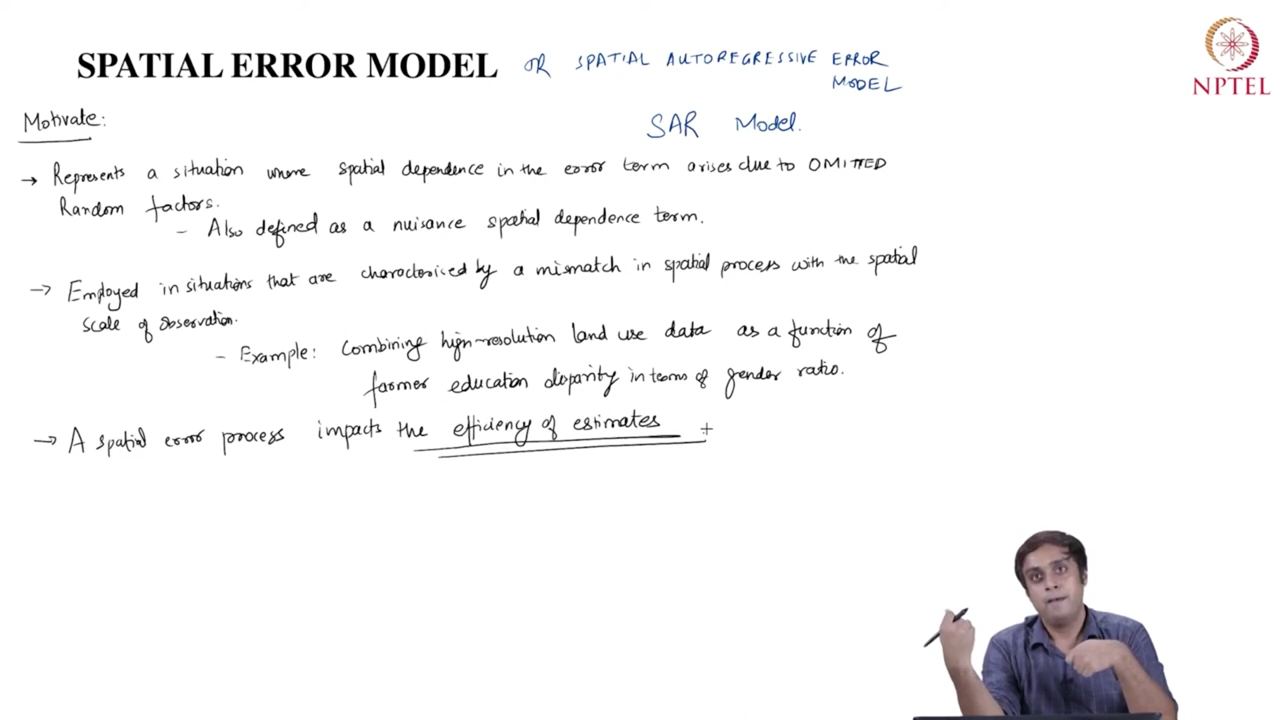 SPATIAL ERROR MODEL OR SPATIAL AUTOREGRESSIVE ERROR
MODEL
NPTEL
Motivate:
SAR Model.
→ Represents a situation where spatial dependence in the error term arises due to OMITTED
Random factors.
- Also defined as a nuisance spatial dependence term.
→ Employed in situations that are characterised by a mismatch in spatial process with the spatial
scale of observation.
- Example: Combining high-resolution land use data as a function of
farmer education disparity in terms of gender ratio.
→ A spatial error process impacts the efficiency of estimates +